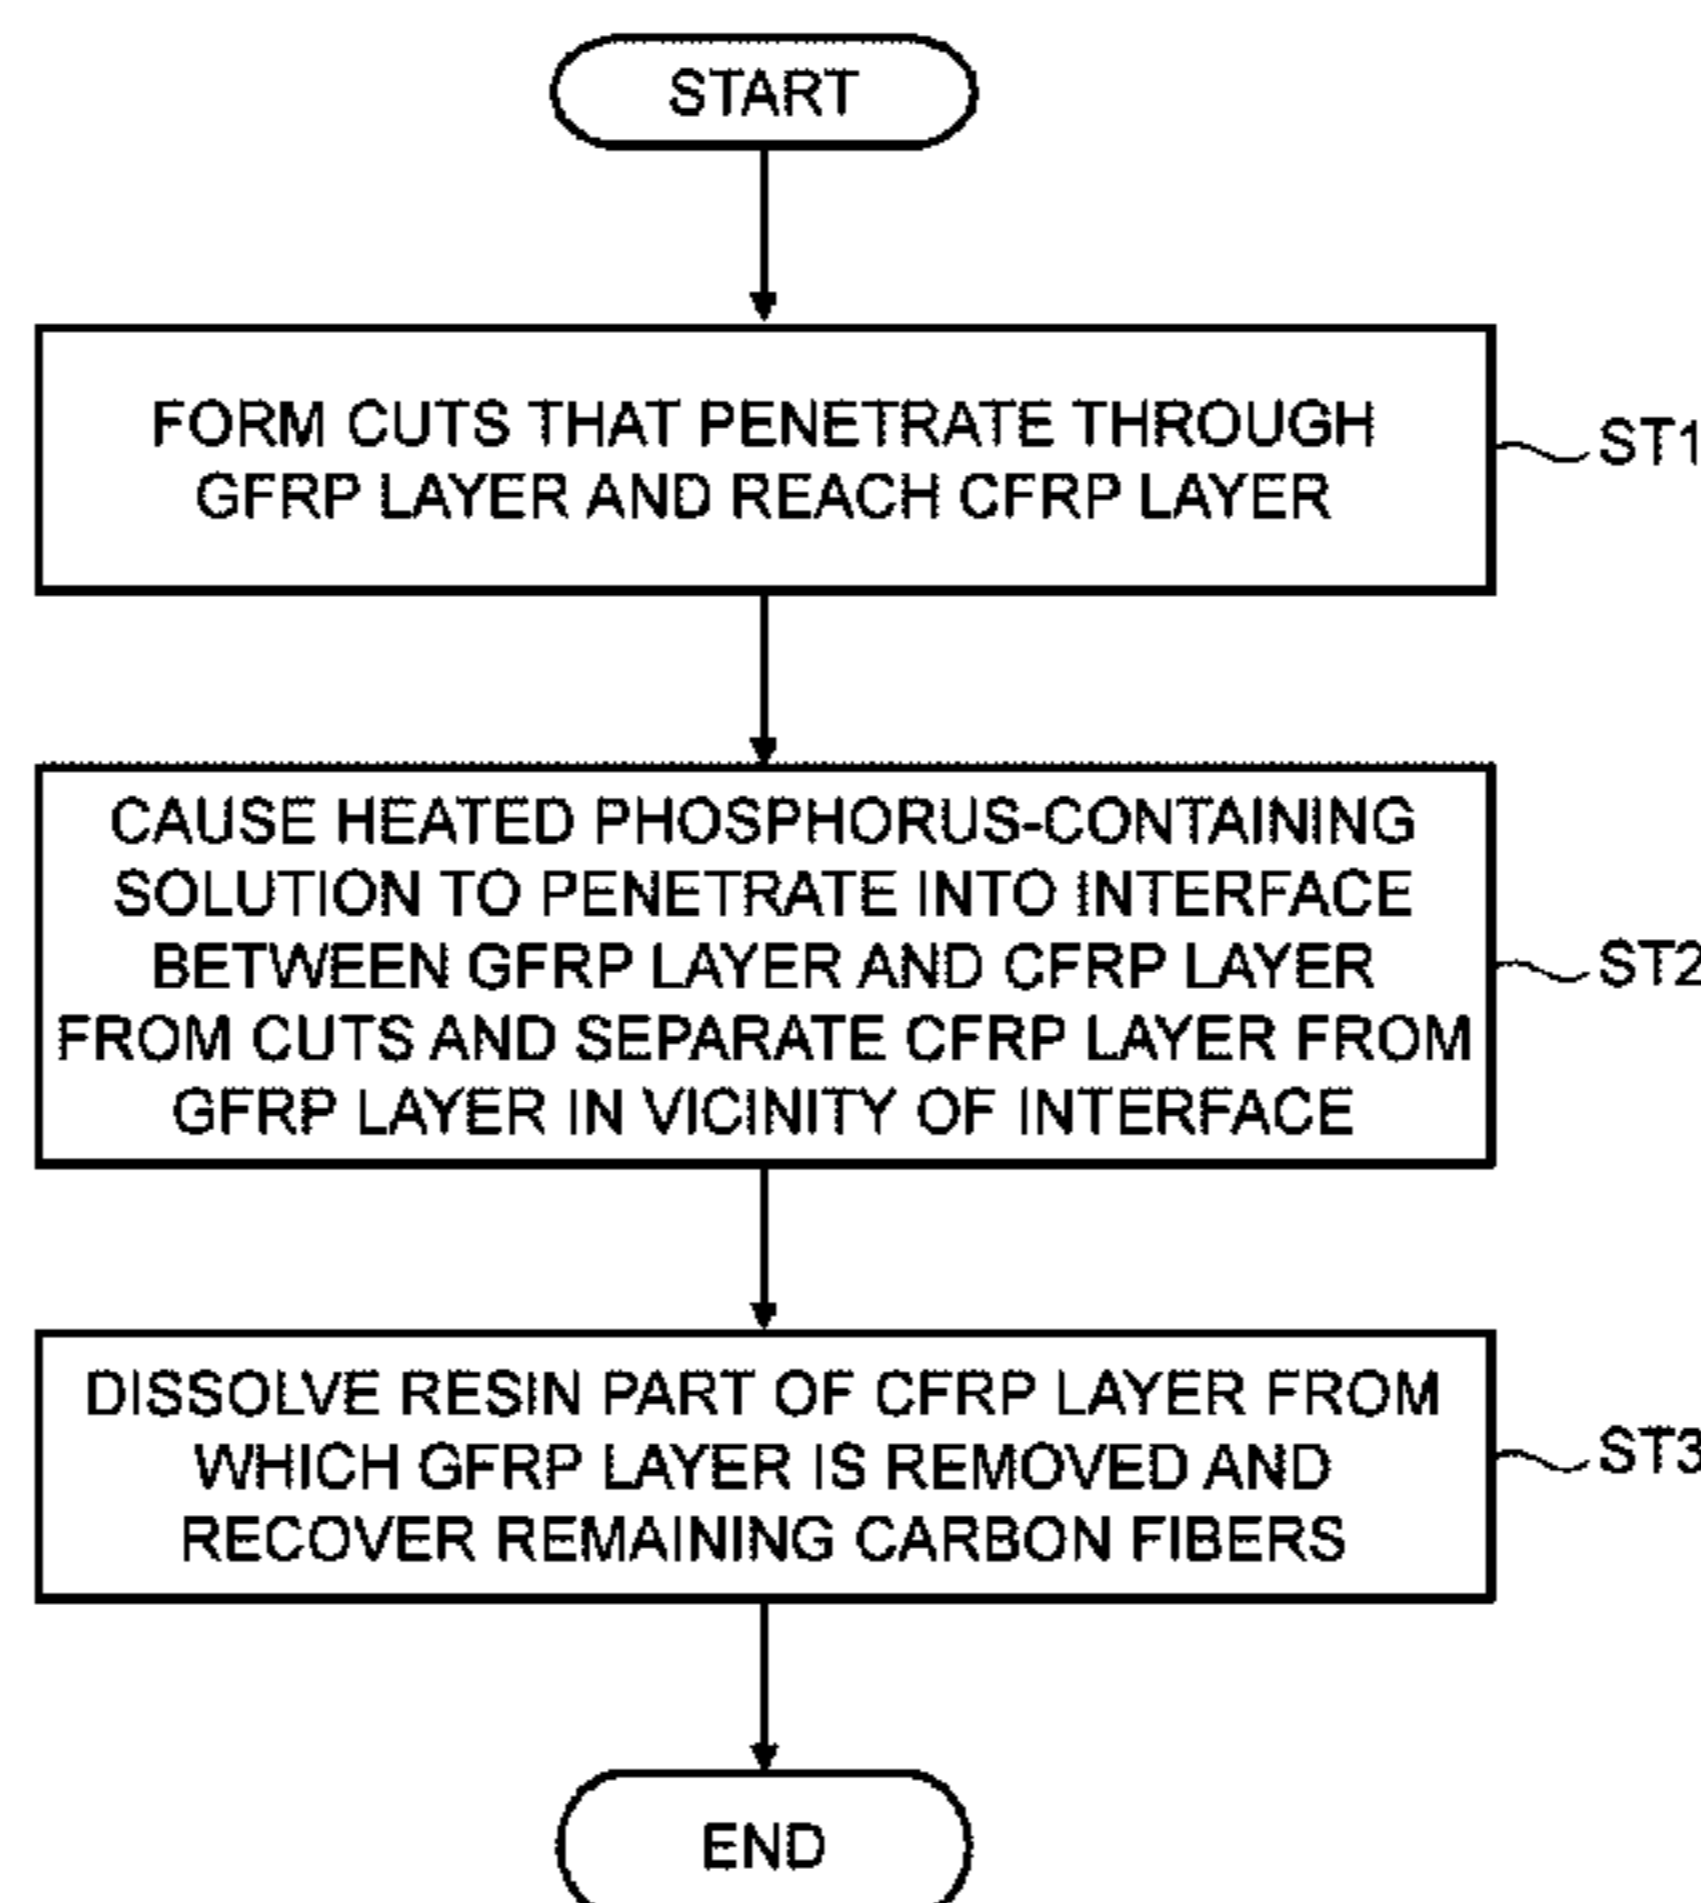 START
FORM CUTS THAT PENETRATE THROUGH
GFRP LAYER AND REACH CFRP LAYER
ST1
CAUSE HEATED PHOSPHORUS-CONTAINING
SOLUTION TO PENETRATE INTO INTERFACE
BETWEEN GFRP LAYER AND CFRP LAYER
FROM CUTS AND SEPARATE CFRP LAYER FROM
GFRP LAYER IN VICINITY OF INTERFACE
ST2
DISSOLVE RESIN PART OF CFRP LAYER FROM
WHICH GFRP LAYER IS REMOVED AND
RECOVER REMAINING CARBON FIBERS
ST3
END